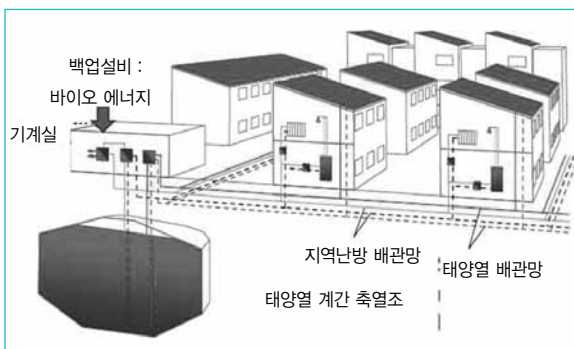 백업설비 :
바이오 에너지
기계실
지역난방 배관망
태양열 배관망
태양열 계간 축열조